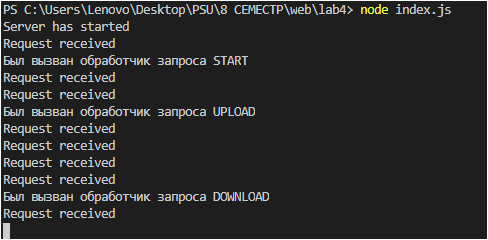 PS C:\Users\Lenovo\Desktop\PSU\8 СЕМЕСТР\web\lab4> node index.js
Server has started
Request received
Был вызван обработчик запроса START
Request received
Request received
Был вызван обработчик запроса UPLOAD
Request received
Request received
Request received
Request received
Был вызван обработчик запроса DOWNLOAD
Request received